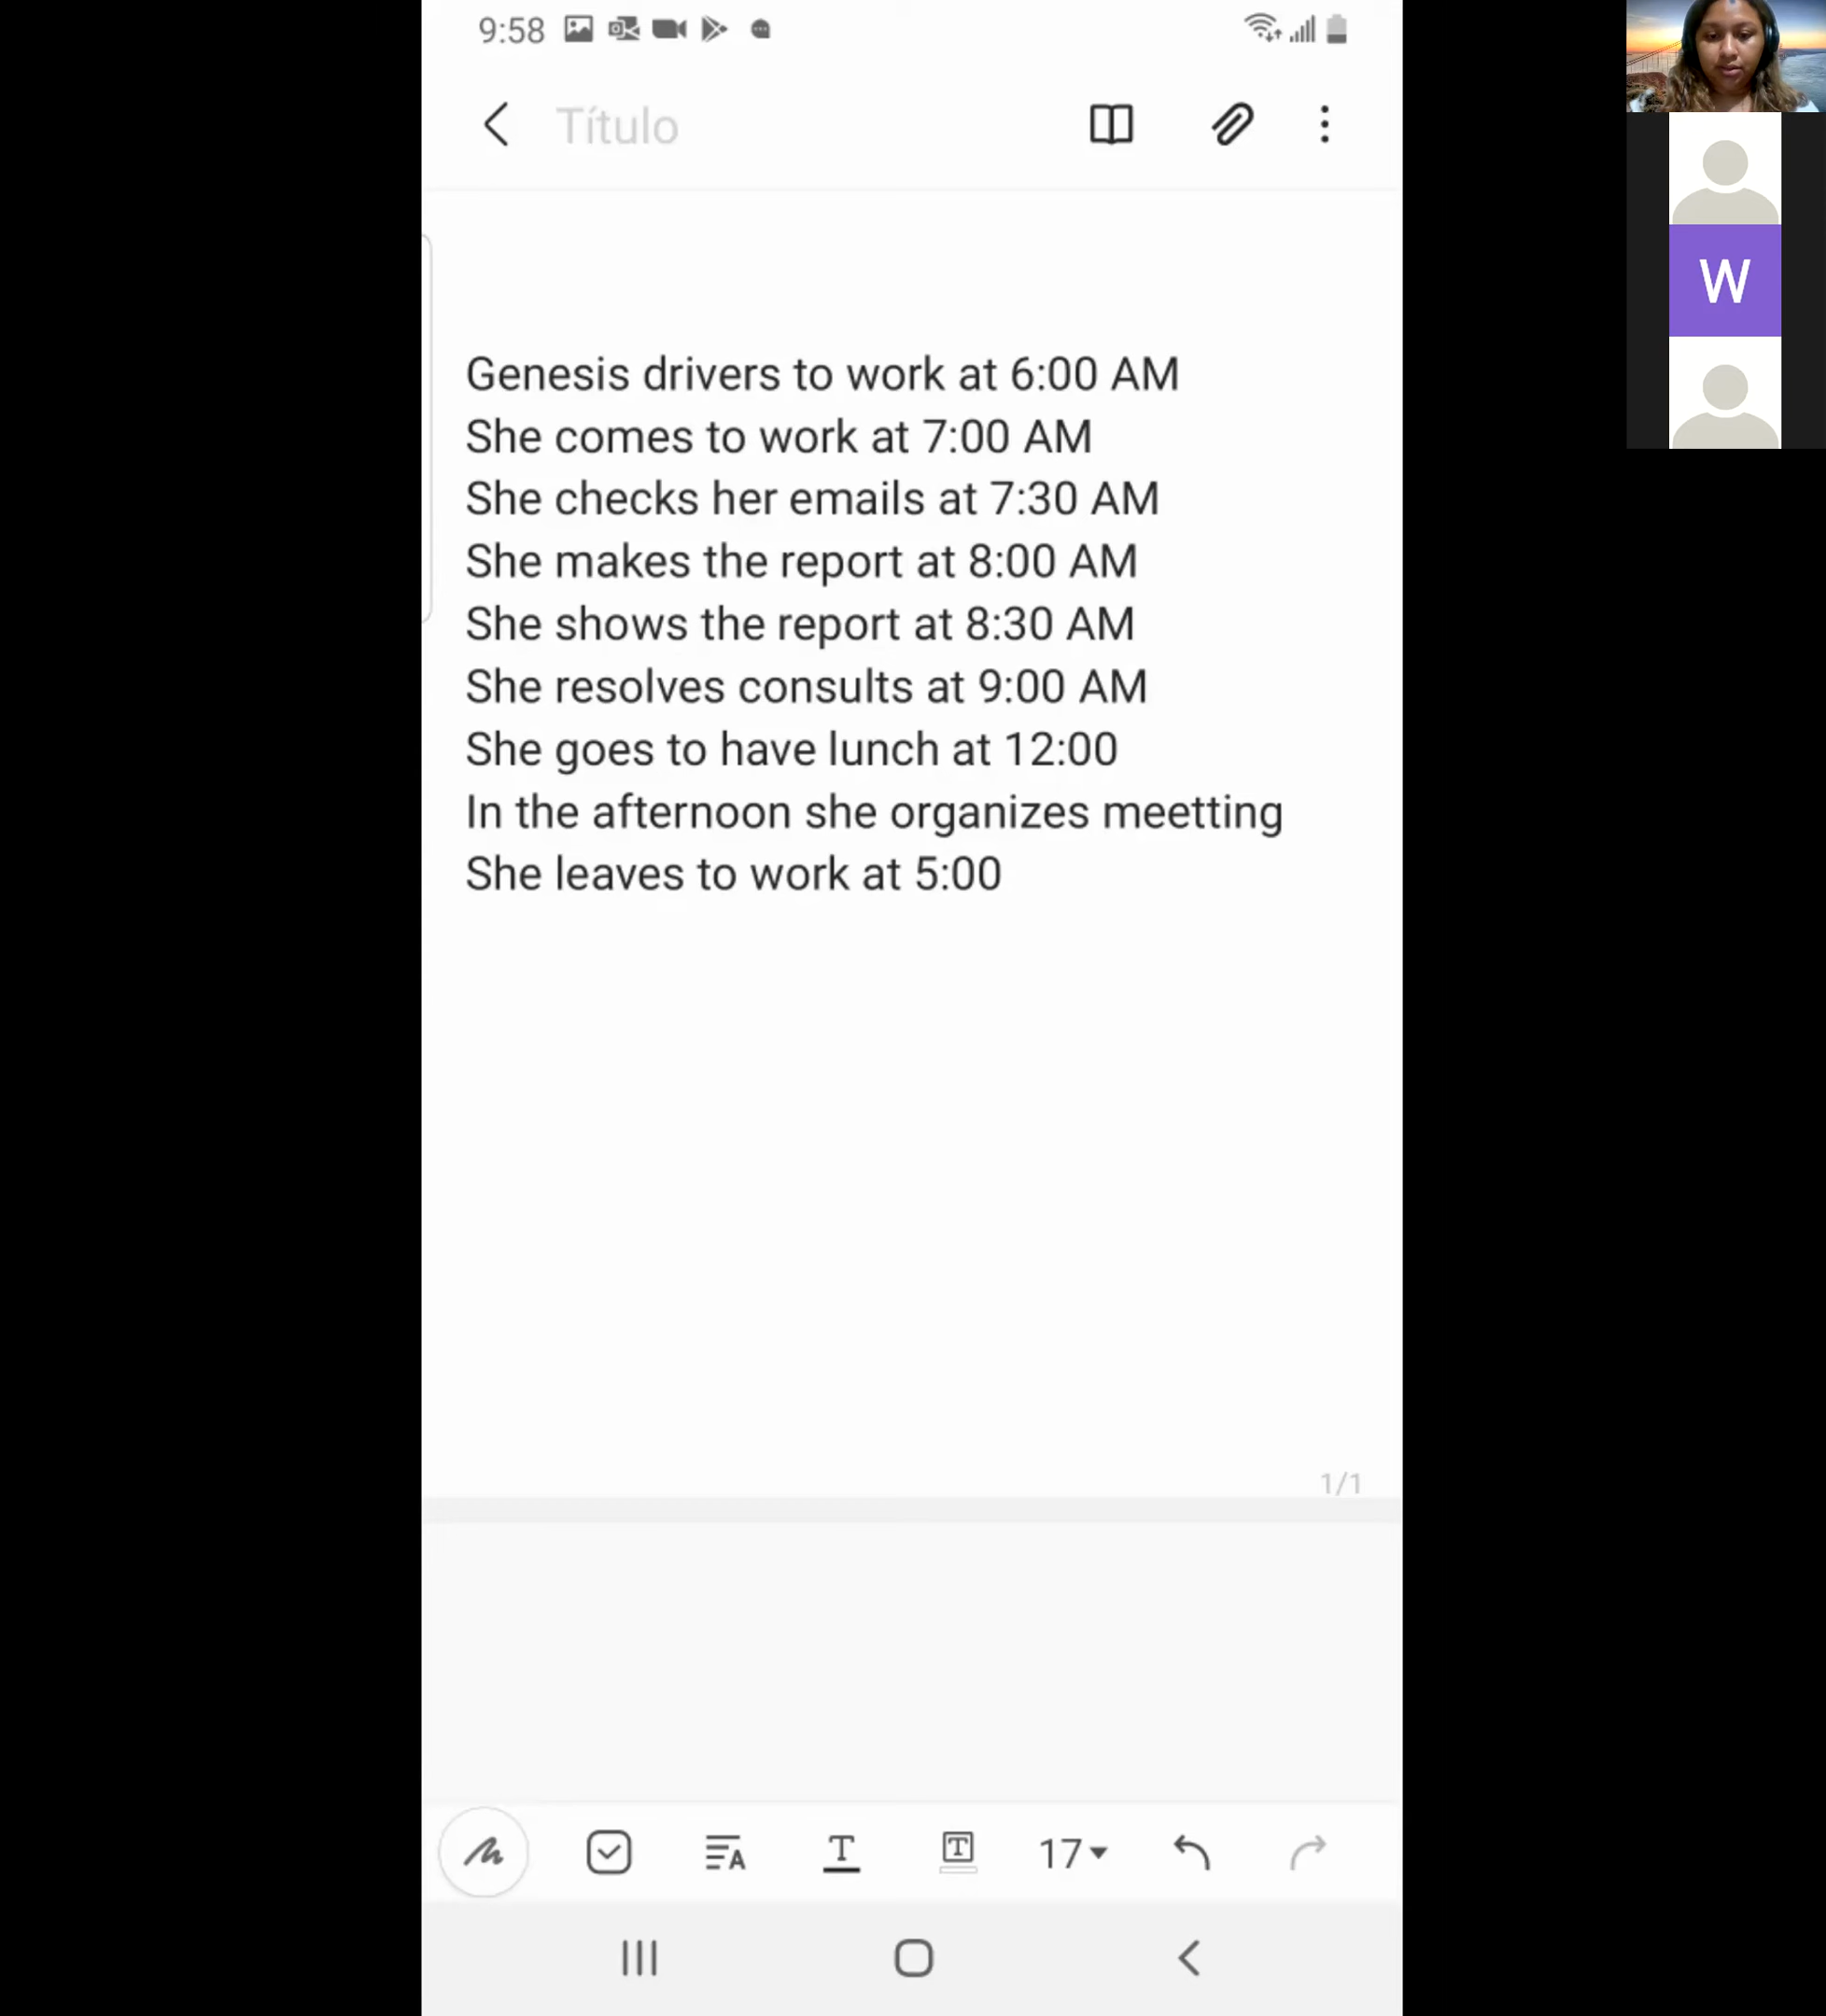 9:58
Título
W
Genesis drivers to work at 6:00 AM
She comes to work at 7:00 AM
She checks her emails at 7:30 AM
She makes the report at 8:00 AM
She shows the report at 8:30 AM
She resolves consults at 9:00 AM
She goes to have lunch at 12:00
In the afternoon she organizes meetting
She leaves to work at 5:00
1/1
17